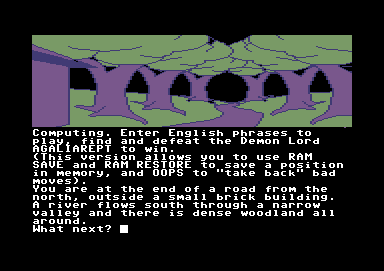 Computing. Enter English phrases to
play, find and defeat the Demon Lord
AGALIAREPT to win.
(This version allows you to use RAM
SAVE and RAM RESTORE to save a position
in memory, and OOPS to "take back" bad
moves).
You are at the end of a road from the
north, outside a small brick building.
A river flows south through a narrow
valley and there is dense woodland all
around.
What next?